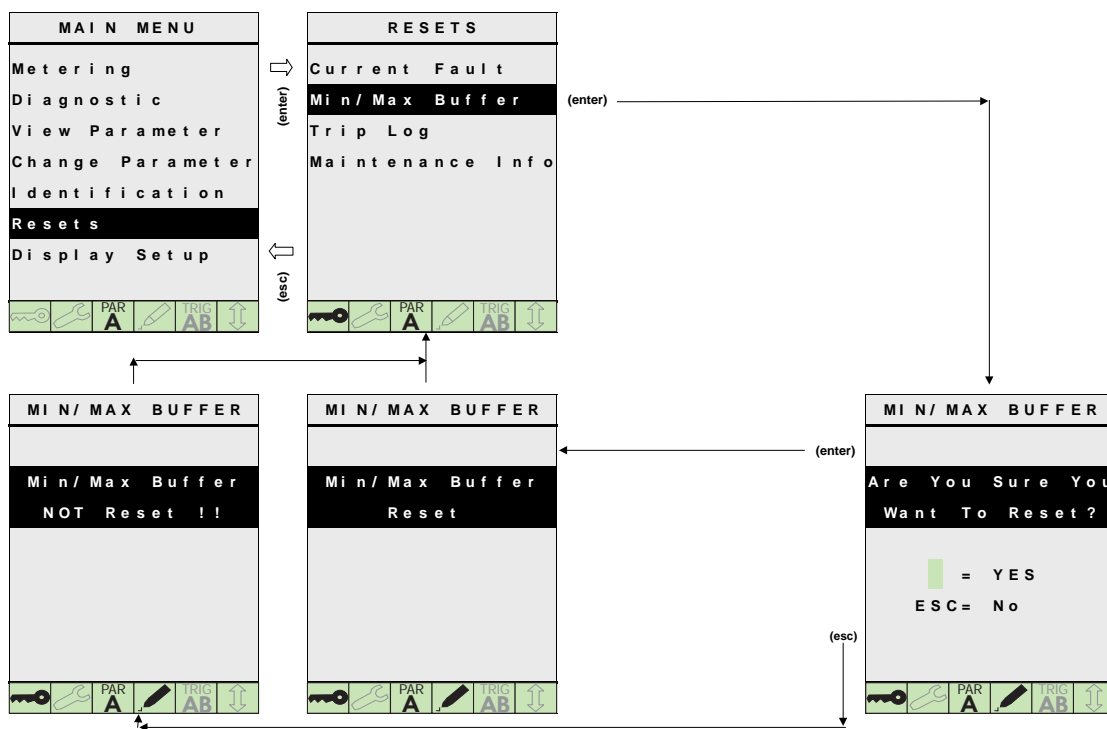 MAIN MENU
Metering
Diagnostic
View Parameter
Change Parameter
Identification
Resets
Display Setup
PAR
A
TRIG
AB
(enter)
(esc)
RESETS
Current Fault
Min/Max Buffer
Trip Log
Maintenance Info
PAR
A
TRIG
AB
(enter)
MIN/MAX BUFFER
Min/Max Buffer
NOT Reset !!
PAR
A
TRIG
AB
MIN/MAX BUFFER
Min/Max Buffer
Reset
PAR
A
TRIG
AB
(enter)
(esc)
MIN/MAX BUFFER
Are You Sure You
Want To Reset?
= YES
ESC= No
PAR
A
TRIG
AB